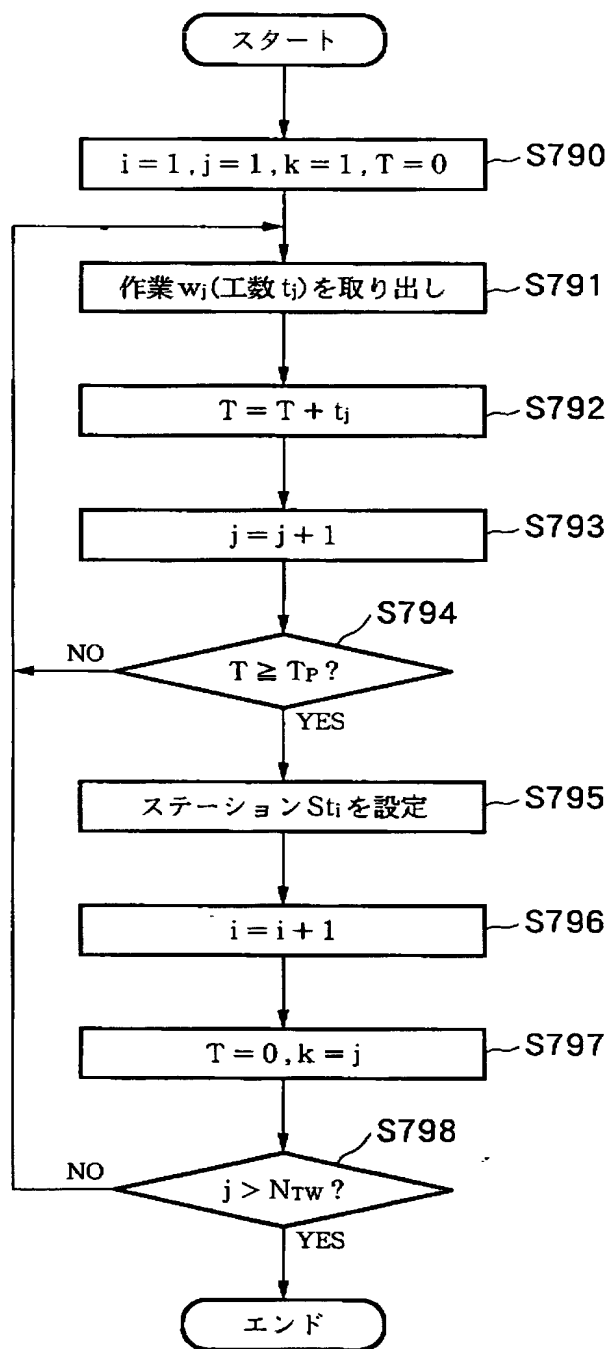 スタート
i = 1 , j = 1 , k = 1 , T = 0
S790
作業 wj (工数 tj) を取り出し
S791
T = T + tj
S792
j = j + 1
S793
S794
NO
T ≧ TP ?
YES
ステーション Sti を設定
S795
i = i + 1
S796
T = 0 , k = j
S797
S798
NO
j > NTW ?
YES
エンド